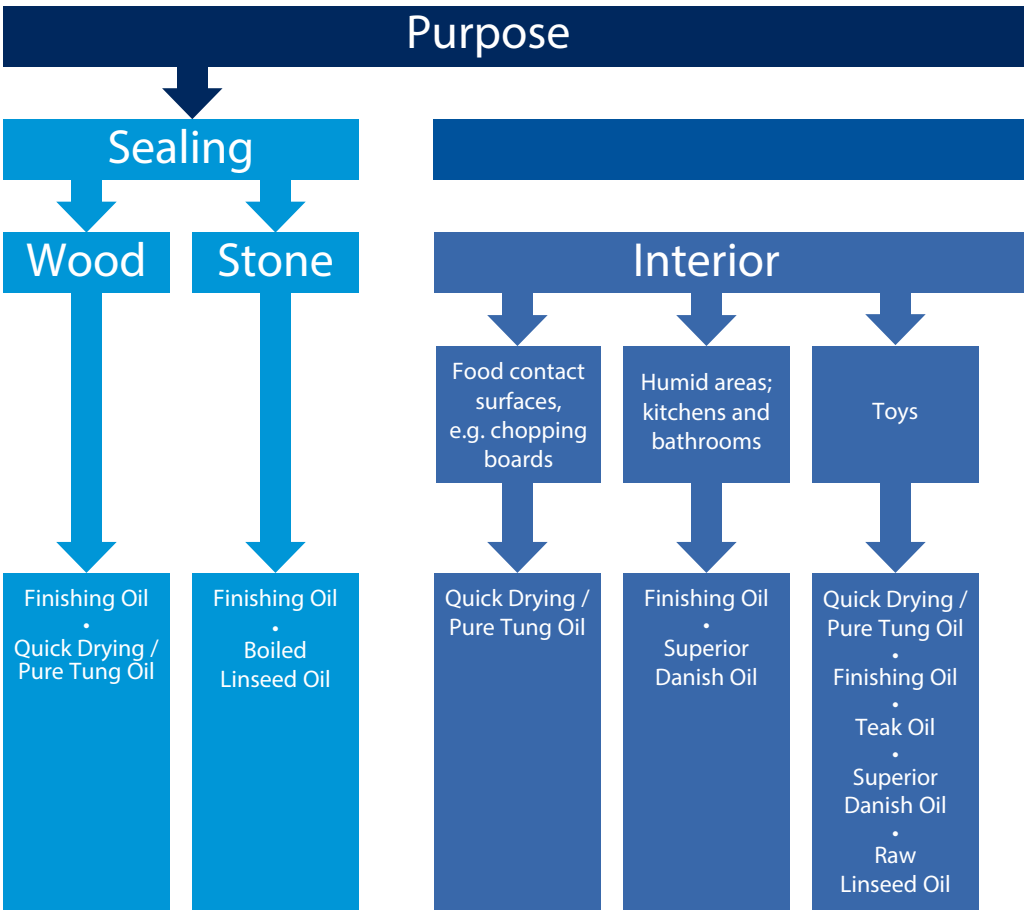 Purpose
Sealing
Wood
Stone
Interior
Food contact
surfaces,
e.g. chopping
boards
Humid areas;
kitchens and
bathrooms
Toys
Finishing Oil
•
Quick Drying /
Pure Tung Oil
Finishing Oil
•
Boiled
Linseed Oil
Quick Drying /
Pure Tung Oil
Finishing Oil
•
Superior
Danish Oil
Quick Drying /
Pure Tung Oil
•
Finishing Oil
•
Teak Oil
•
Superior
Danish Oil
•
Raw
Linseed Oil